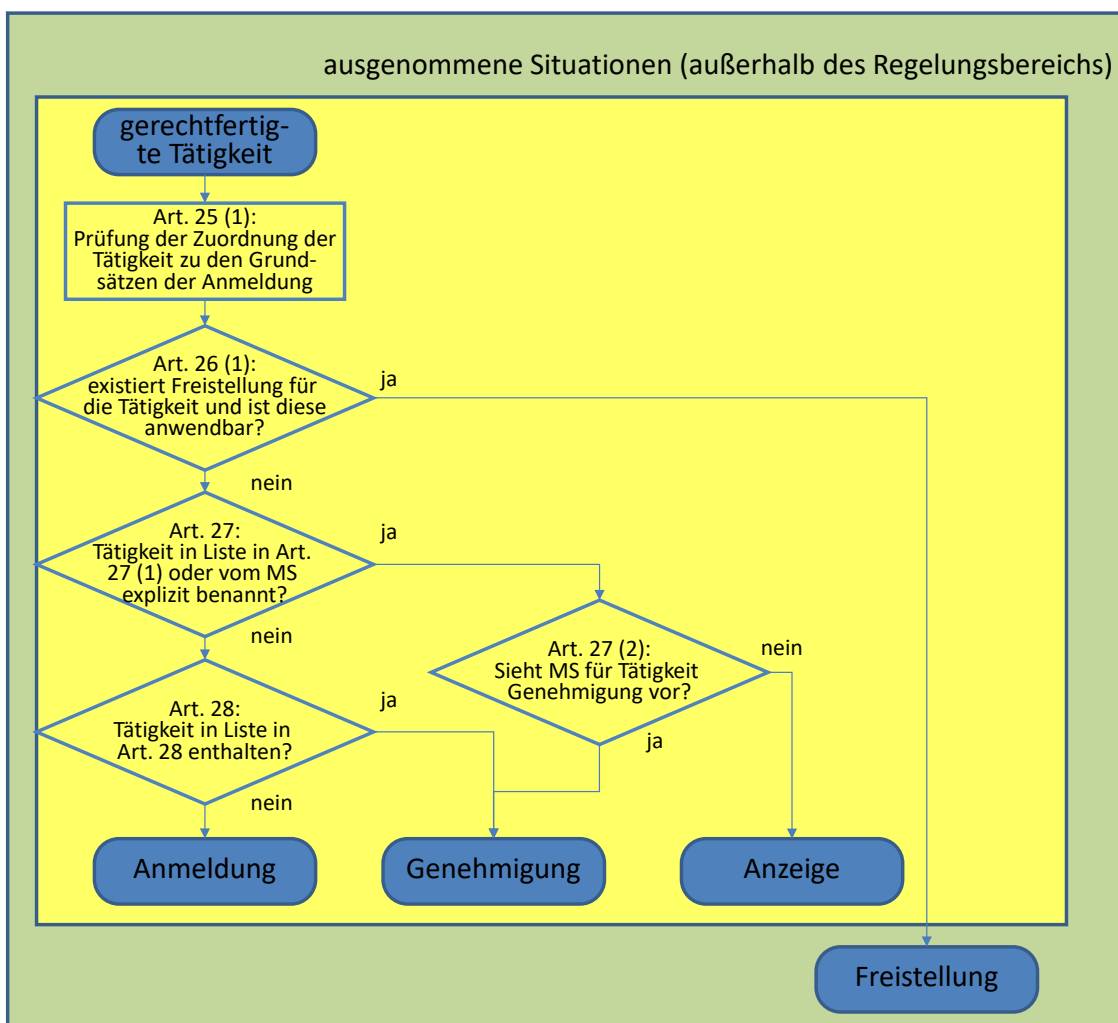 ausgenommene Situationen (außerhalb des Regelungsbereichs)
gerechtfertig-
te Tätigkeit
Art. 25 (1):
Prüfung der Zuordnung der
Tätigkeit zu den Grund-
sätzen der Anmeldung
Art. 26 (1):
existiert Freistellung für
die Tätigkeit und ist diese
anwendbar?
ja
nein
Art. 27:
Tätigkeit in Liste in Art.
27 (1) oder vom MS
explizit benannt?
ja
nein
Art. 27 (2):
Sieht MS für Tätigkeit
Genehmigung vor?
nein
ja
Art. 28:
Tätigkeit in Liste in
Art. 28 enthalten?
ja
nein
Anmeldung
Genehmigung
Anzeige
Freistellung